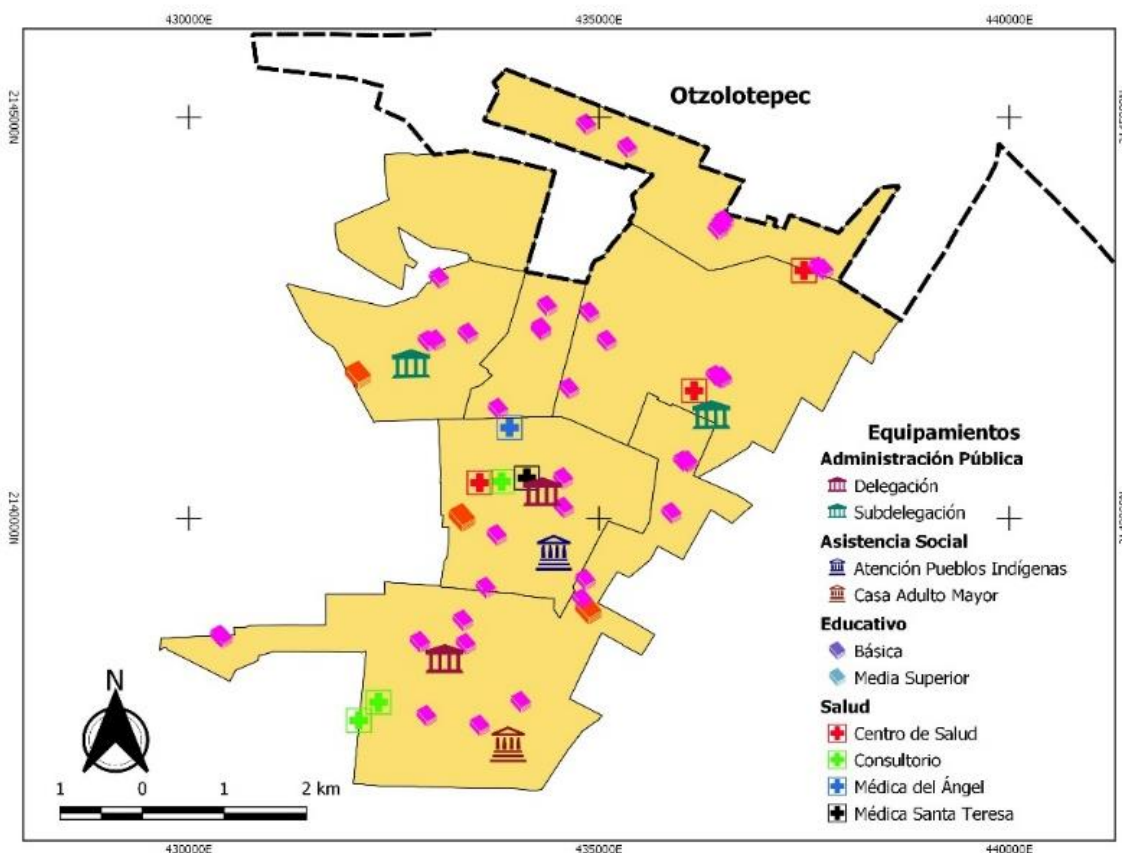 430000E 435000E 440000E
Otzolotepec
2145000N
2140000N
Equipamientos
Administración Pública
Delegación
Subdelegación
Asistencia Social
Atención Pueblos Indígenas
Casa Adulto Mayor
Educativo
Básica
Media Superior
Salud
Centro de Salud
Consultorio
Médica del Ángel
Médica Santa Teresa
N
1 0 1 2 km
430000E 435000E 440000E